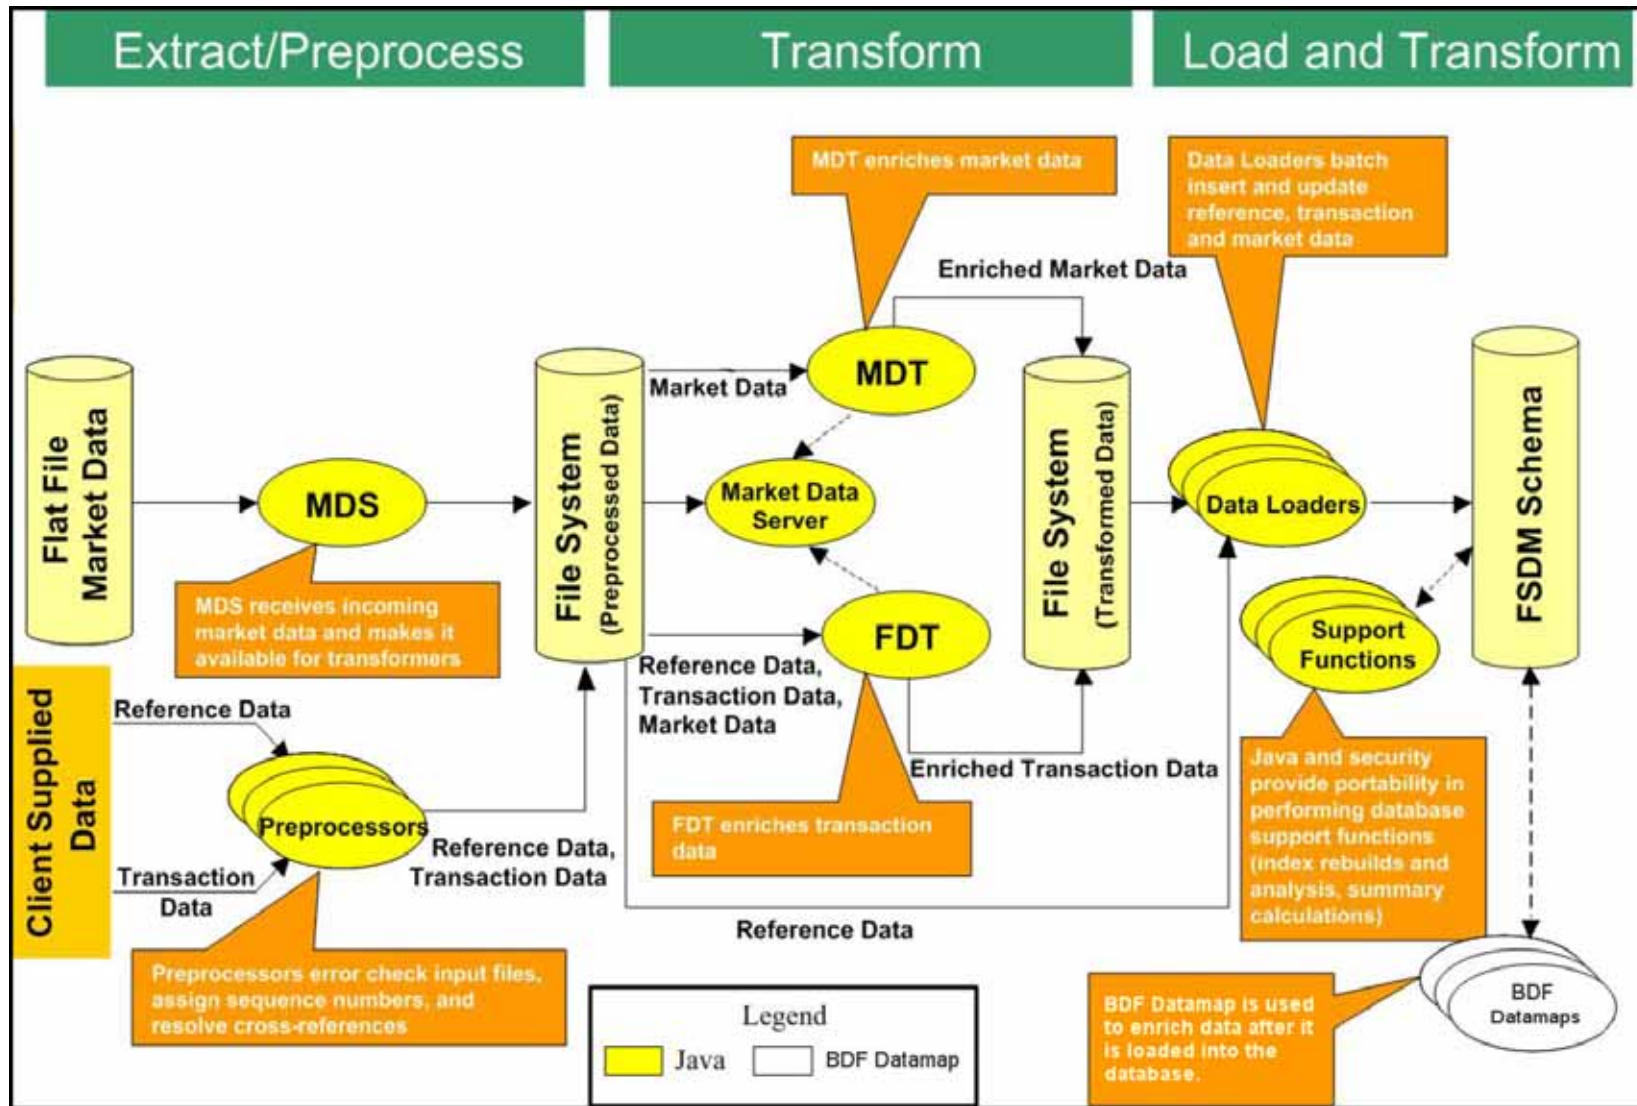 Extract/Preprocess
Transform
Load and Transform
MDT enriches market data
Data Loaders batch
insert and update
reference, transaction
and market data
Enriched Market Data
Flat File
Market Data
MDS
File System
(Preprocessed Data)
Market Data
MDT
Market Data
Server
File System
(Transformed Data)
Data Loaders
FSDM Schema
MDS receives incoming
market data and makes it
available for transformers
FDT
Reference Data,
Transaction Data,
Market Data
Support
Functions
Client Supplied
Data
Reference Data
Preprocessors
Transaction
Data
Reference Data,
Transaction Data
Enriched Transaction Data
FDT enriches transaction
data
Java and security
provide portability in
performing database
support functions
(index rebuilds and
analysis, summary
calculations)
Reference Data
Preprocessors error check input files,
assign sequence numbers, and
resolve cross-references
Legend
Java
BDF Datamap
BDF Datamap is used
to enrich data after it
is loaded into the
database.
BDF
Datamaps